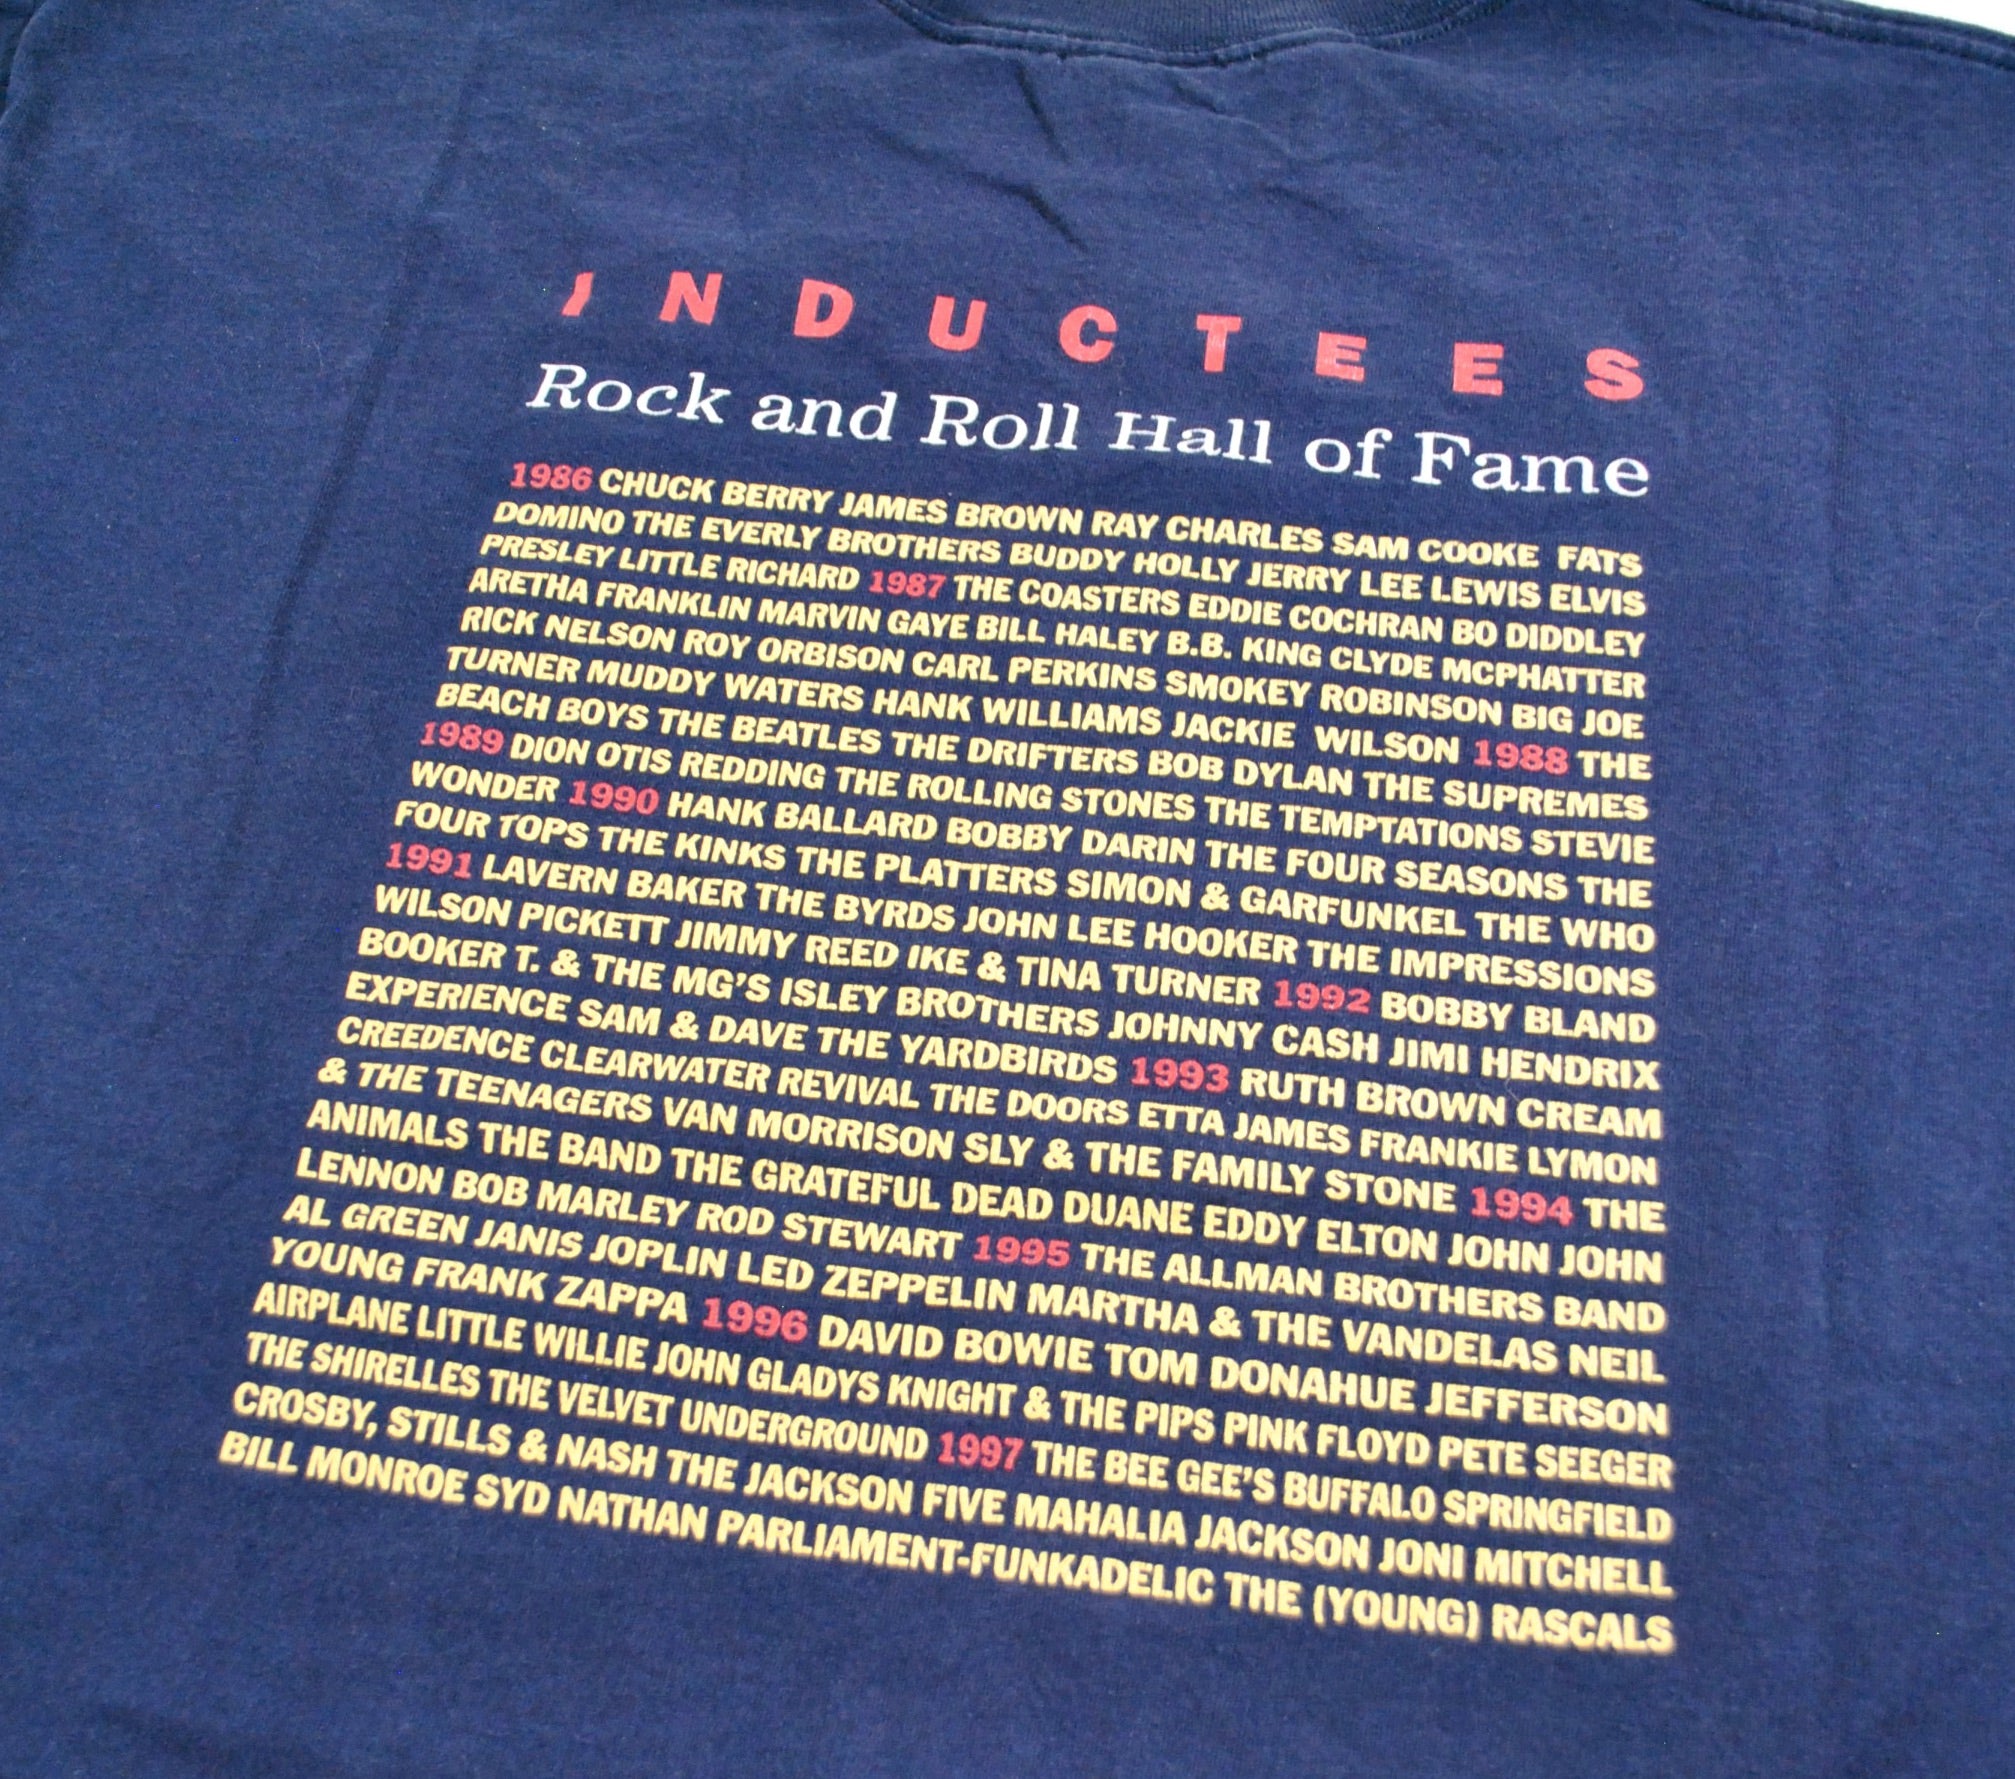 INDUCTEES
Rock and Roll Hall of Fame
1986 CHUCK BERRY JAMES BROWN RAY CHARLES SAM COOKE FATS
DOMINO THE EVERLY BROTHERS BUDDY HOLLY JERRY LEE LEWIS ELVIS
PRESLEY LITTLE RICHARD 1987 THE COASTERS EDDIE COCHRAN BO DIDDLEY
ARETHA FRANKLIN MARVIN GAYE BILL HALEY B.B. KING CLYDE MCPHATTER
RICK NELSON ROY ORBISON CARL PERKINS SMOKEY ROBINSON BIG JOE
TURNER MUDDY WATERS HANK WILLIAMS JACKIE WILSON 1988 THE
BEACH BOYS THE BEATLES THE DRIFTERS BOB DYLAN THE SUPREMES
1989 DION OTIS REDDING THE ROLLING STONES THE TEMPTATIONS STEVIE
WONDER 1990 HANK BALLARD BOBBY DARIN THE FOUR SEASONS THE
FOUR TOPS THE KINKS THE PLATTERS SIMON & GARFUNKEL THE WHO
1991 LAVERN BAKER THE BYRDS JOHN LEE HOOKER THE IMPRESSIONS
WILSON PICKETT JIMMY REED IKE & TINA TURNER 1992 BOBBY BLAND
BOOKER T. & THE MG'S ISLEY BROTHERS JOHNNY CASH JIMI HENDRIX
EXPERIENCE SAM & DAVE THE YARDBIRDS 1993 RUTH BROWN CREAM
CREEDENCE CLEARWATER REVIVAL THE DOORS ETTA JAMES FRANKIE LYMON
& THE TEENAGERS VAN MORRISON SLY & THE FAMILY STONE 1994 THE
ANIMALS THE BAND THE GRATEFUL DEAD DUANE EDDY ELTON JOHN JOHN
LENNON BOB MARLEY ROD STEWART 1995 THE ALLMAN BROTHERS BAND
AL GREEN JANIS JOPLIN LED ZEPPELIN MARTHA & THE VANDELAS NEIL
YOUNG FRANK ZAPPA 1996 DAVID BOWIE TOM DONAHUE JEFFERSON
AIRPLANE LITTLE WILLIE JOHN GLADYS KNIGHT & THE PIPS PINK FLOYD PETE SEEGER
THE SHIRELLES THE VELVET UNDERGROUND 1997 THE BEE GEE'S BUFFALO SPRINGFIELD
CROSBY, STILLS & NASH THE JACKSON FIVE MAHALIA JACKSON JONI MITCHELL
BILL MONROE SYD NATHAN PARLIAMENT-FUNKADELIC THE (YOUNG) RASCALS